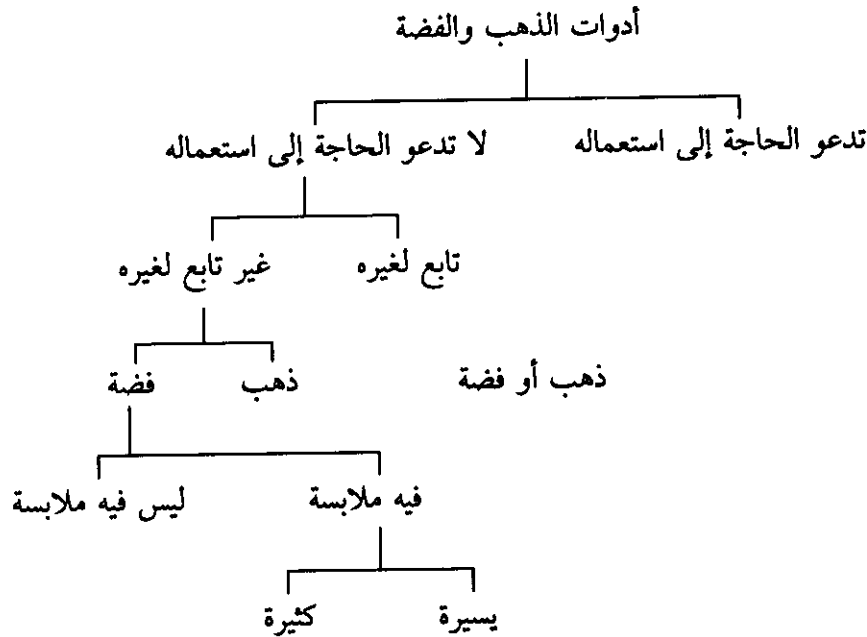 أدوات الذهب والفضة
تدعو الحاجة إلى استعماله لا تدعو الحاجة إلى استعماله
تابع لغيره غير تابع لغيره
ذهب أو فضة ذهب فضة
فيه ملابسة ليس فيه ملابسة
يسيرة كثيرة